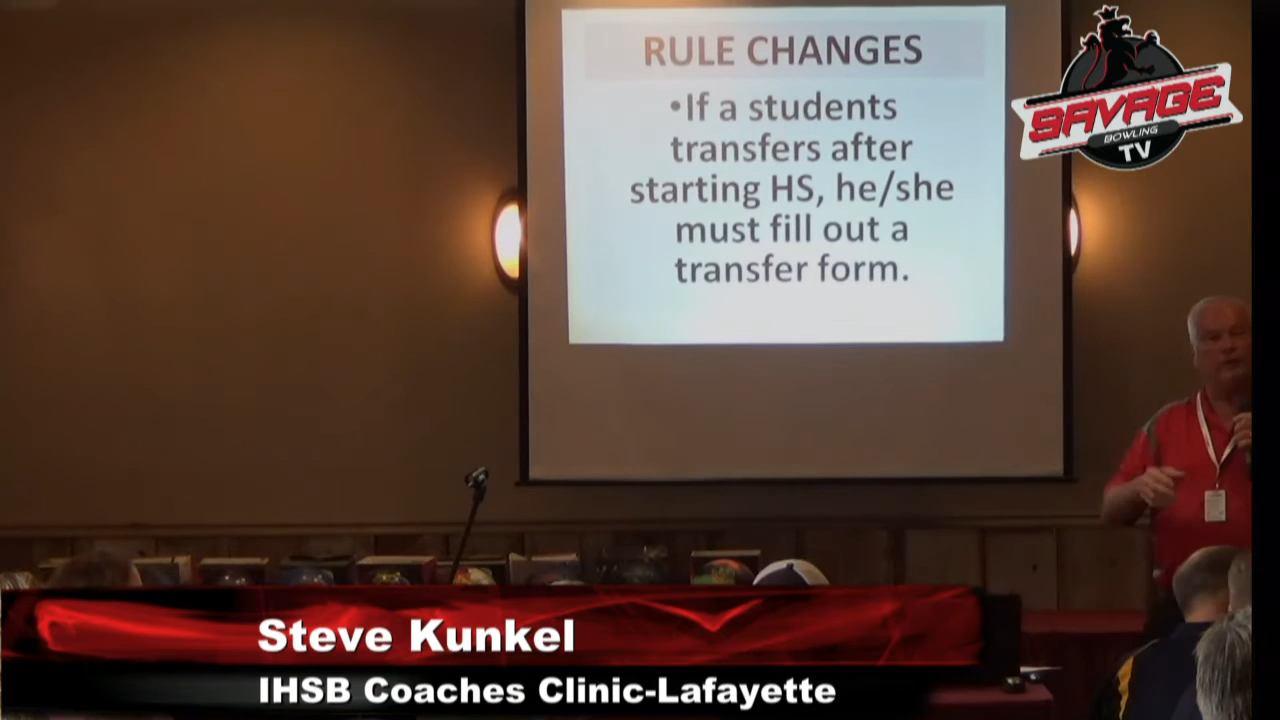 RULE CHANGES
•If a students
transfers after
starting HS, he/she
must fill out a
transfer form.
SAVAGE
BOWLING
TV
Steve Kunkel
IHSB Coaches Clinic-Lafayette